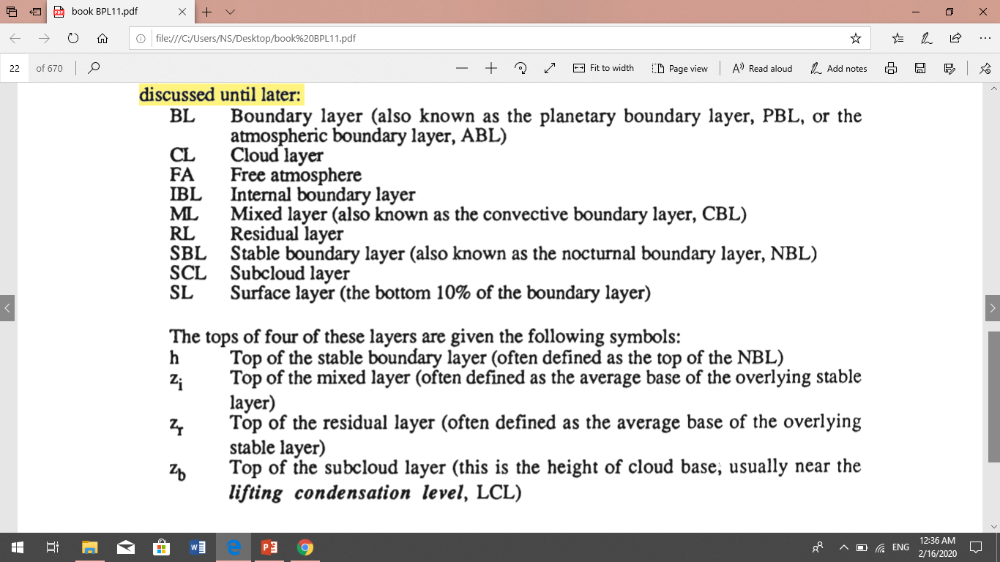 book BPL11.pdf
file:///C:/Users/NS/Desktop/book%20BPL11.pdf
22 of 670 Fit to width Page view Read aloud Add notes
discussed until later:
BL Boundary layer (also known as the planetary boundary layer, PBL, or the
atmospheric boundary layer, ABL)
CL Cloud layer
FA Free atmosphere
IBL Internal boundary layer
ML Mixed layer (also known as the convective boundary layer, CBL)
RL Residual layer
SBL Stable boundary layer (also known as the nocturnal boundary layer, NBL)
SCL Subcloud layer
SL Surface layer (the bottom 10% of the boundary layer)
The tops of four of these layers are given the following symbols:
h Top of the stable boundary layer (often defined as the top of the NBL)
zi Top of the mixed layer (often defined as the average base of the overlying stable
layer)
zr Top of the residual layer (often defined as the average base of the overlying
stable layer)
zb Top of the subcloud layer (this is the height of cloud base, usually near the
lifting condensation level, LCL)
ENG
12:36 AM
2/16/2020